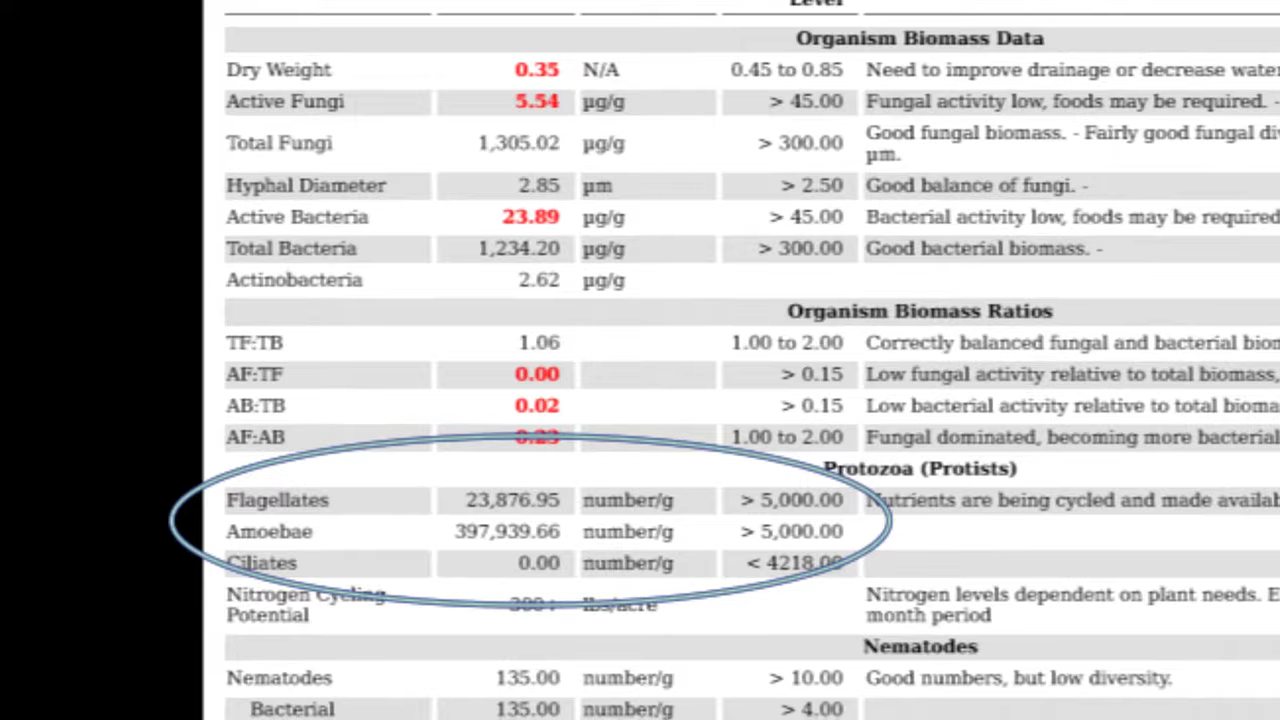 Level
Organism Biomass Data
Dry Weight 0.35 N/A 0.45 to 0.85 Need to improve drainage or decrease
Active Fungi 5.54 µg/g > 45.00 Fungal activity low, foods may be required. -
Total Fungi 1,305.02 µg/g > 300.00 Good fungal biomass. - Fairly good fungal
µm.
Hyphal Diameter 2.85 µm > 2.50 Good balance of fungi. -
Active Bacteria 23.89 µg/g > 45.00 Bacterial activity low, foods may be required
Total Bacteria 1,234.20 µg/g > 300.00 Good bacterial biomass. -
Actinobacteria 2.62 µg/g
Organism Biomass Ratios
TF:TB 1.06 1.00 to 2.00 Correctly balanced fungal and bacterial
AF:TF 0.00 > 0.15 Low fungal activity relative to total biomass,
AB:TB 0.02 > 0.15 Low bacterial activity relative to total
AF:AB 0.23 1.00 to 2.00 Fungal dominated, becoming more bacterial
Protozoa (Protists)
Flagellates 23,876.95 number/g > 5,000.00 Nutrients are being cycled and made
Amoebae 397,939.66 number/g > 5,000.00
Ciliates 0.00 number/g < 4218.00
Nitrogen Cycling lbs/acre Nitrogen levels dependent on plant needs.
Potential month period
Nematodes
Nematodes 135.00 number/g > 10.00 Good numbers, but low diversity.
Bacterial 135.00 number/g > 4.00